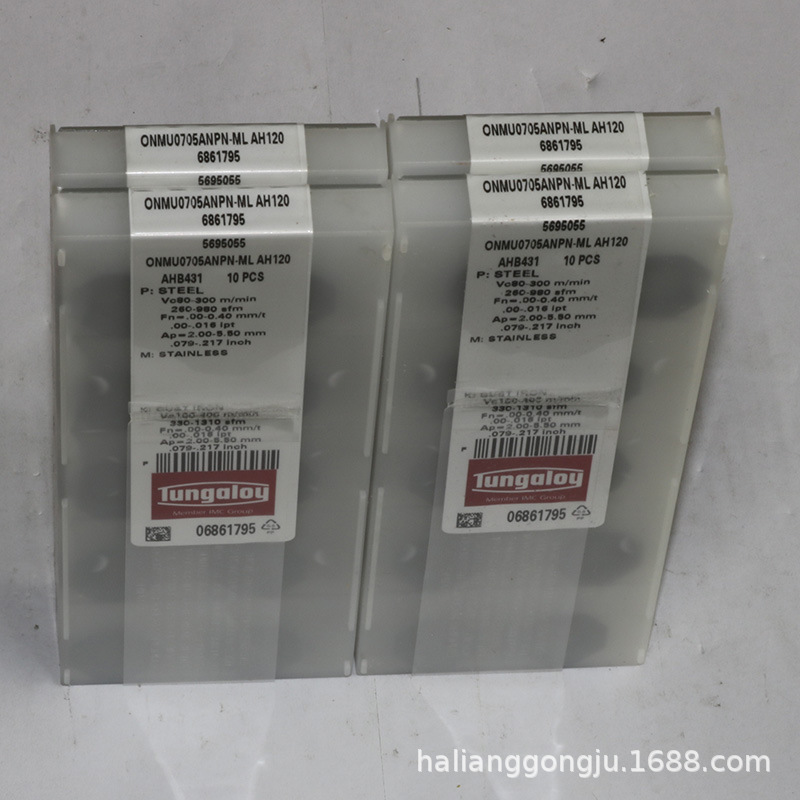 ONMU0705ANPN-ML AH120
6861795
5695055
ONMU0705ANPN-ML AH120
6861795
5695055
ONMU0705ANPN-ML AH120
AHB431 10 PCS
P: STEEL
Vc80-300 m/min
260-980 sfm
Fn=.00-0.40 mm/t
.00-.016 ipt
Ap=2.00-5.50 mm
.079-.217 inch
M: STAINLESS
330-1310 sfm
Fn=.00-0.40 mm/t
.00-.016 ipt
Ap=2.00-5.50 mm
.079-.217 inch
P
Tungaloy
Member IMC Group
06861795
ONMU0705ANPN-ML AH120
6861795
5695055
ONMU0705ANPN-ML AH120
6861795
5695055
ONMU0705ANPN-ML AH120
AHB431 10 PCS
P: STEEL
Vc80-300 m/min
260-980 sfm
Fn=.00-0.40 mm/t
.00-.016 ipt
Ap=2.00-5.50 mm
.079-.217 inch
M: STAINLESS
330-1310 sfm
Fn=.00-0.40 mm/t
.00-.016 ipt
Ap=2.00-5.50 mm
.079-.217 inch
P
Tungaloy
Member IMC Group
06861795
halianggongju.1688.com